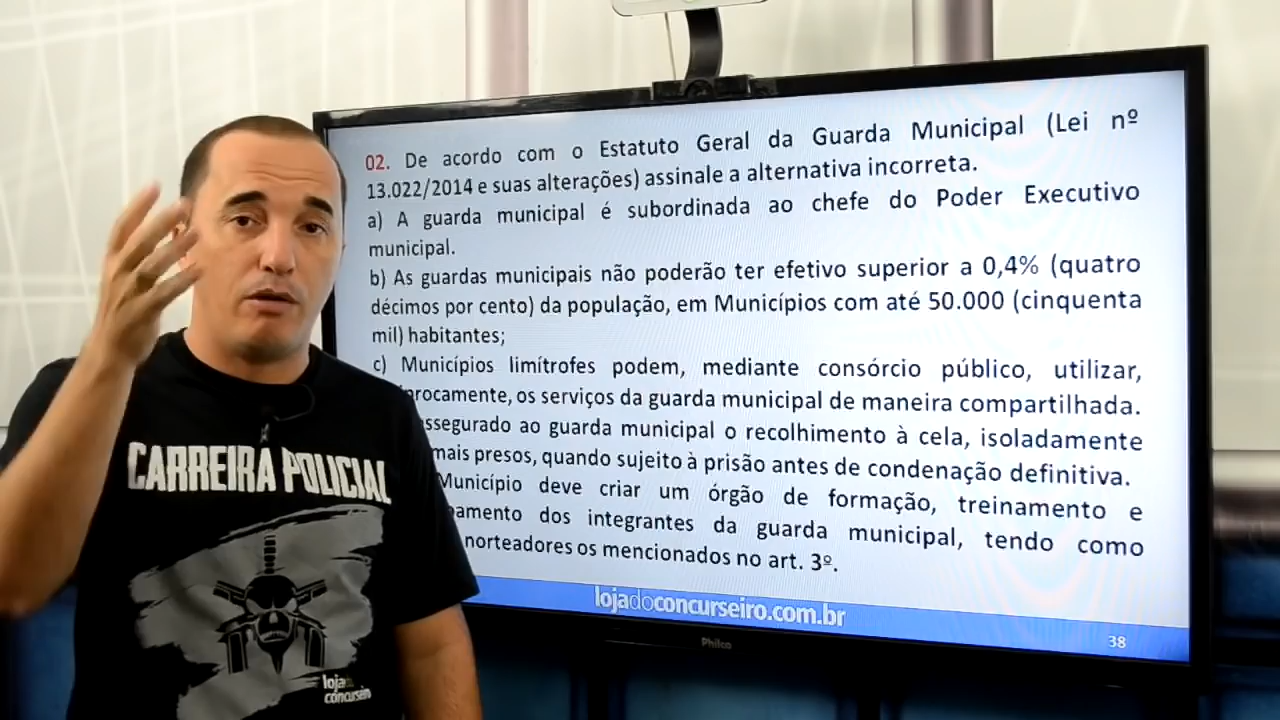 02. De acordo com o Estatuto Geral da Guarda Municipal (Lei nº
13.022/2014 e suas alterações) assinale a alternativa incorreta.
a) A guarda municipal é subordinada ao chefe do Poder Executivo
municipal.
b) As guardas municipais não poderão ter efetivo superior a 0,4% (quatro
décimos por cento) da população, em Municípios com até 50.000 (cinquenta
mil) habitantes;
c) Municípios limítrofes podem, mediante consórcio público, utilizar,
procamente, os serviços da guarda municipal de maneira compartilhada.
ssegurado ao guarda municipal o recolhimento à cela, isoladamente
mais presos, quando sujeito à prisão antes de condenação definitiva.
Município deve criar um órgão de formação, treinamento e
amento dos integrantes da guarda municipal, tendo como
norteadores os mencionados no art. 3º.
lojadoconcurseiro.com.br
38
Philco
CARREIRA POLICIAL
lojado
concurseiro